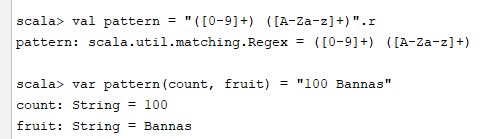 scala> val pattern = "([0-9]+) ([A-Za-z]+)".r
pattern: scala.util.matching.Regex = ([0-9]+) ([A-Za-z]+)
scala> var pattern(count, fruit) = "100 Bannas"
count: String = 100
fruit: String = Bannas